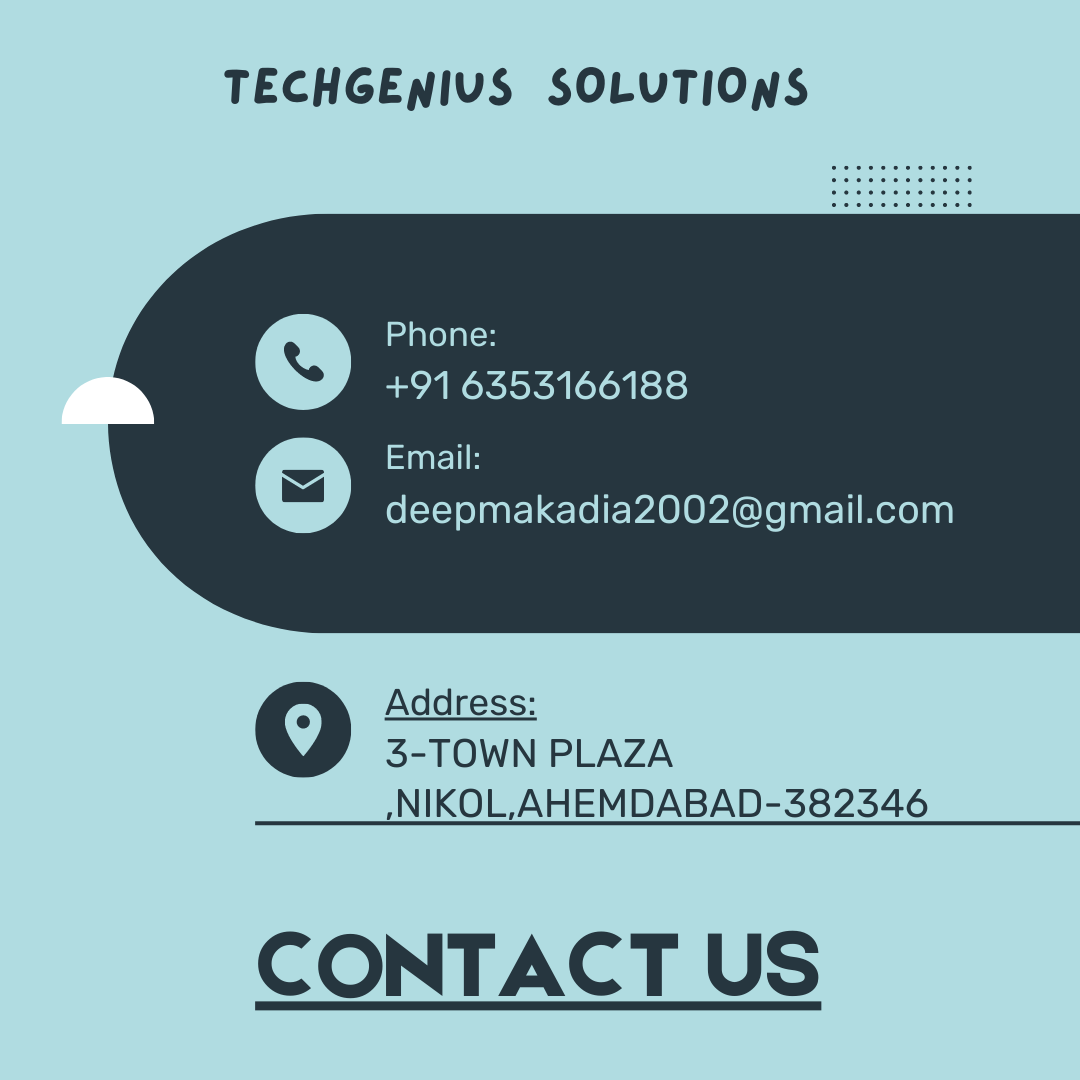 TECHGENIUS SOLUTIONS
Phone:
+91 6353166188
Email:
deepmakadia2002@gmail.com
Address:
3-TOWN PLAZA
,NIKOL,AHEMDABAD-382346
CONTACT US